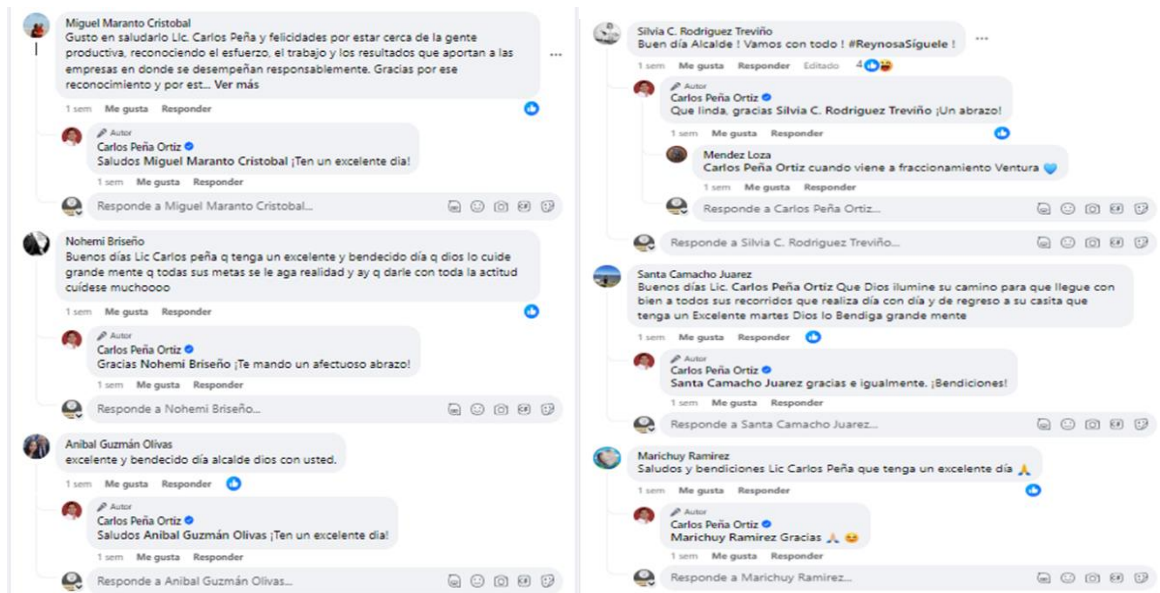 Miguel Maranto Cristobal
Gusto en saludarlo Lic. Carlos Peña y felicidades por estar cerca de la gente
productiva, reconociendo el esfuerzo, el trabajo y los resultados que aportan a las
empresas en donde se desempeñan responsablemente. Gracias por ese
reconocimiento y por est... Ver más
1 sem Me gusta Responder
Autor
Carlos Peña Ortiz
Saludos Miguel Maranto Cristobal ¡Ten un excelente dia!
1 sem Me gusta Responder
Responde a Miguel Maranto Cristobal...
Nohemi Briseño
Buenos días Lic Carlos peña q tenga un excelente y bendecido día q dios lo cuide
grande mente q todas sus metas se le aga realidad y ay q darle con toda la actitud
cuídese muchoooo
1 sem Me gusta Responder
Autor
Carlos Peña Ortiz
Gracias Nohemi Briseño ¡Te mando un afectuoso abrazo!
1 sem Me gusta Responder
Responde a Nohemi Briseño...
Anibal Guzmán Olivas
excelente y bendecido día alcalde dios con usted.
1 sem Me gusta Responder
Autor
Carlos Peña Ortiz
Saludos Anibal Guzmán Olivas ¡Ten un excelente dia!
1 sem Me gusta Responder
Responde a Anibal Guzmán Olivas...
Silvia C. Rodriguez Treviño
Buen día Alcalde ! Vamos con todo ! #ReynosaSíguele !
1 sem Me gusta Responder Editado 4
Autor
Carlos Peña Ortiz
Que linda, gracias Silvia C. Rodriguez Treviño ¡Un abrazo!
1 sem Me gusta Responder
Mendez Loza
Carlos Peña Ortiz cuando viene a fraccionamiento Ventura 💙
1 sem Me gusta Responder
Responde a Carlos Peña Ortiz...
Responde a Silvia C. Rodriguez Treviño...
Santa Camacho Juarez
Buenos días Lic. Carlos Peña Ortiz Que Dios ilumine su camino para que llegue con
bien a todos sus recorridos que realiza día con día y de regreso a su casita que
tenga un Excelente martes Dios lo Bendiga grande mente
1 sem Me gusta Responder
Autor
Carlos Peña Ortiz
Santa Camacho Juarez gracias e igualmente. ¡Bendiciones!
1 sem Me gusta Responder
Responde a Santa Camacho Juarez...
Marichuy Ramirez
Saludos y bendiciones Lic Carlos Peña que tenga un excelente día 🙏
1 sem Me gusta Responder
Autor
Carlos Peña Ortiz
Marichuy Ramirez Gracias 🙏 😊
1 sem Me gusta Responder
Responde a Marichuy Ramirez...